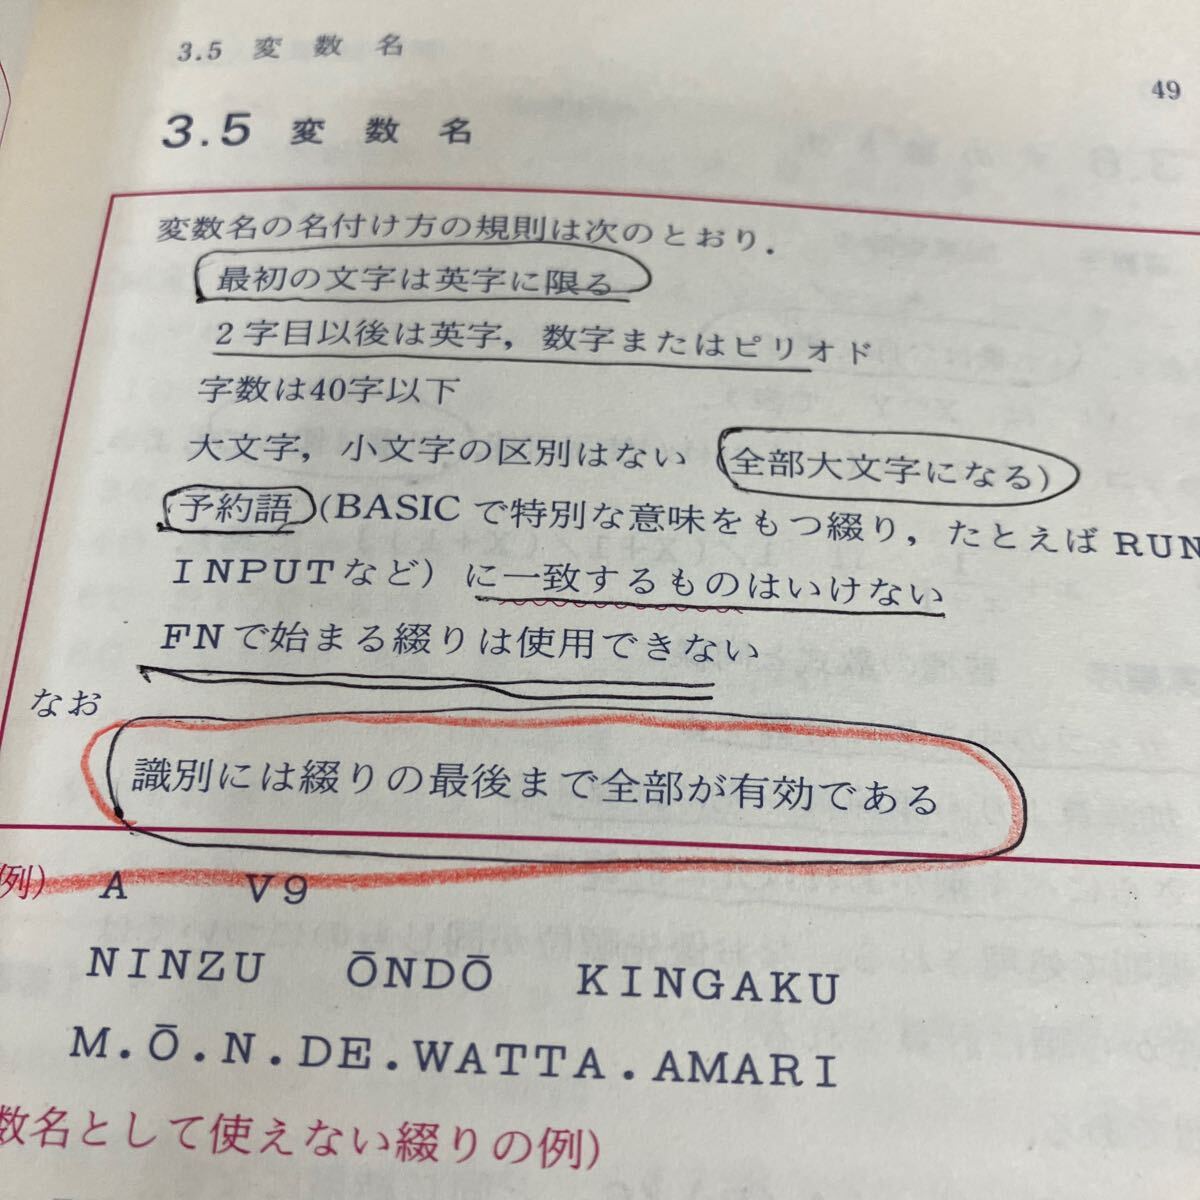 3.5 変 数 名
49
3.5 変 数 名
変数名の名付け方の規則は次のとおり．
最初の文字は英字に限る
2字目以後は英字，数字またはピリオド
字数は40字以下
大文字，小文字の区別はない (全部大文字になる)
予約語(BASICで特別な意味をもつ綴り，たとえばRUN
INPUTなど) に一致するものはいけない
FNで始まる綴りは使用できない
なお
識別には綴りの最後まで全部が有効である
例) A V9
NINZU ŌNDŌ KINGAKU
M.Ō.N.DE.WATTA.AMARI
数名として使えない綴りの例)